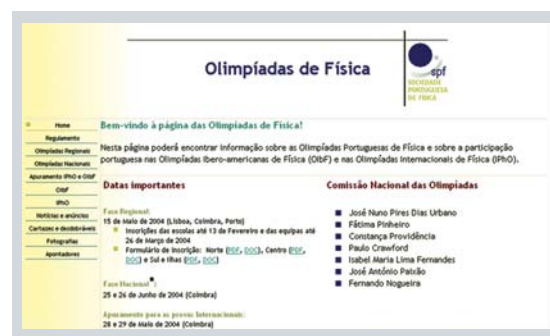 Olimpíadas de Física
spf
SOCIEDADE
PORTUGUESA
DE FÍSICA
Home
Regulamento
Olimpíadas Regionais
Olimpíadas Nacionais
Apuramento IPhO e OIbF
OIbF
IPhO
Notícias e anúncios
Cartazes e desdobráveis
Fotografias
Apontadores
Bem-vindo à página das Olimpíadas de Física!
Nesta página poderá encontrar informação sobre as Olimpíadas Portuguesas de Física e sobre a participação
portuguesa nas Olimpíadas Ibero-americanas de Física (OIbF) e nas Olimpíadas Internacionais de Física (IPhO).
Datas importantes
Fase Regional:
15 de Maio de 2004 (Lisboa, Coimbra, Porto)
Inscrições das escolas até 13 de Fevereiro e das equipas até
26 de Março de 2004
Formulário de Inscrição: Norte (PDF, DOC), Centro (PDF,
DOC) e Sul e Ilhas (PDF, DOC)
Fase Nacional :
25 e 26 de Junho de 2004 (Coimbra)
Apuramento para as provas Internacionais:
28 e 29 de Maio de 2004 (Coimbra)
Comissão Nacional das Olimpíadas
José Nuno Pires Dias Urbano
Fátima Pinheiro
Constança Providência
Paulo Crawford
Isabel Maria Lima Fernandes
José António Paixão
Fernando Nogueira